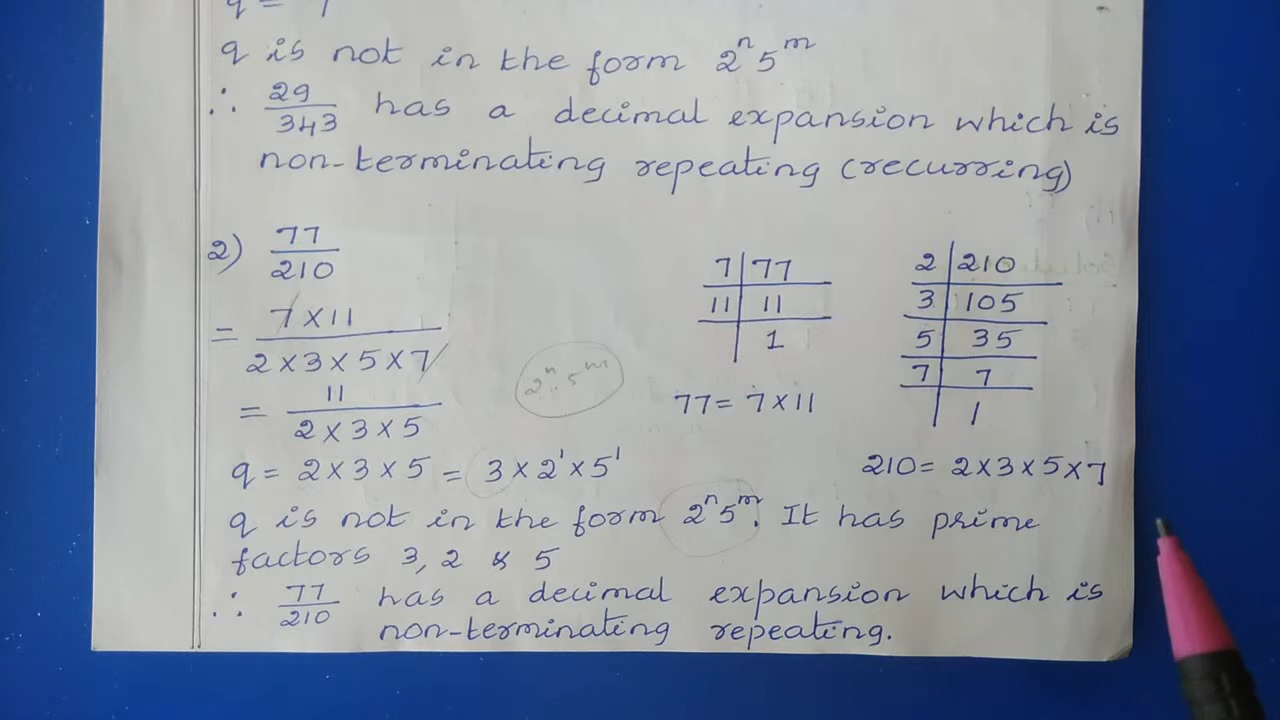 q is not in the form 2ⁿ5ᵐ
∴ 29/343 has a decimal expansion which is
non-terminating repeating (recurring)
2) 77/210
= 7×11/2×3×5×7
= 11/2×3×5
7 | 77
11 | 11
1
77 = 7×11
2 | 210
3 | 105
5 | 35
7 | 7
1
210 = 2×3×5×7
2ⁿ·5ᵐ
q = 2×3×5 = 3×2¹×5¹
q is not in the form 2ⁿ5ᵐ. It has prime
factors 3, 2 & 5
∴ 77/210 has a decimal expansion which is
non-terminating repeating.